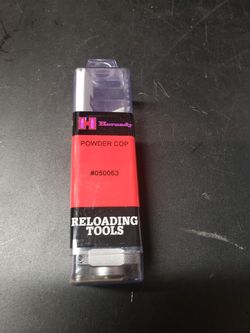 H Hornady
POWDER COP
#050063
RELOADING
TOOLS